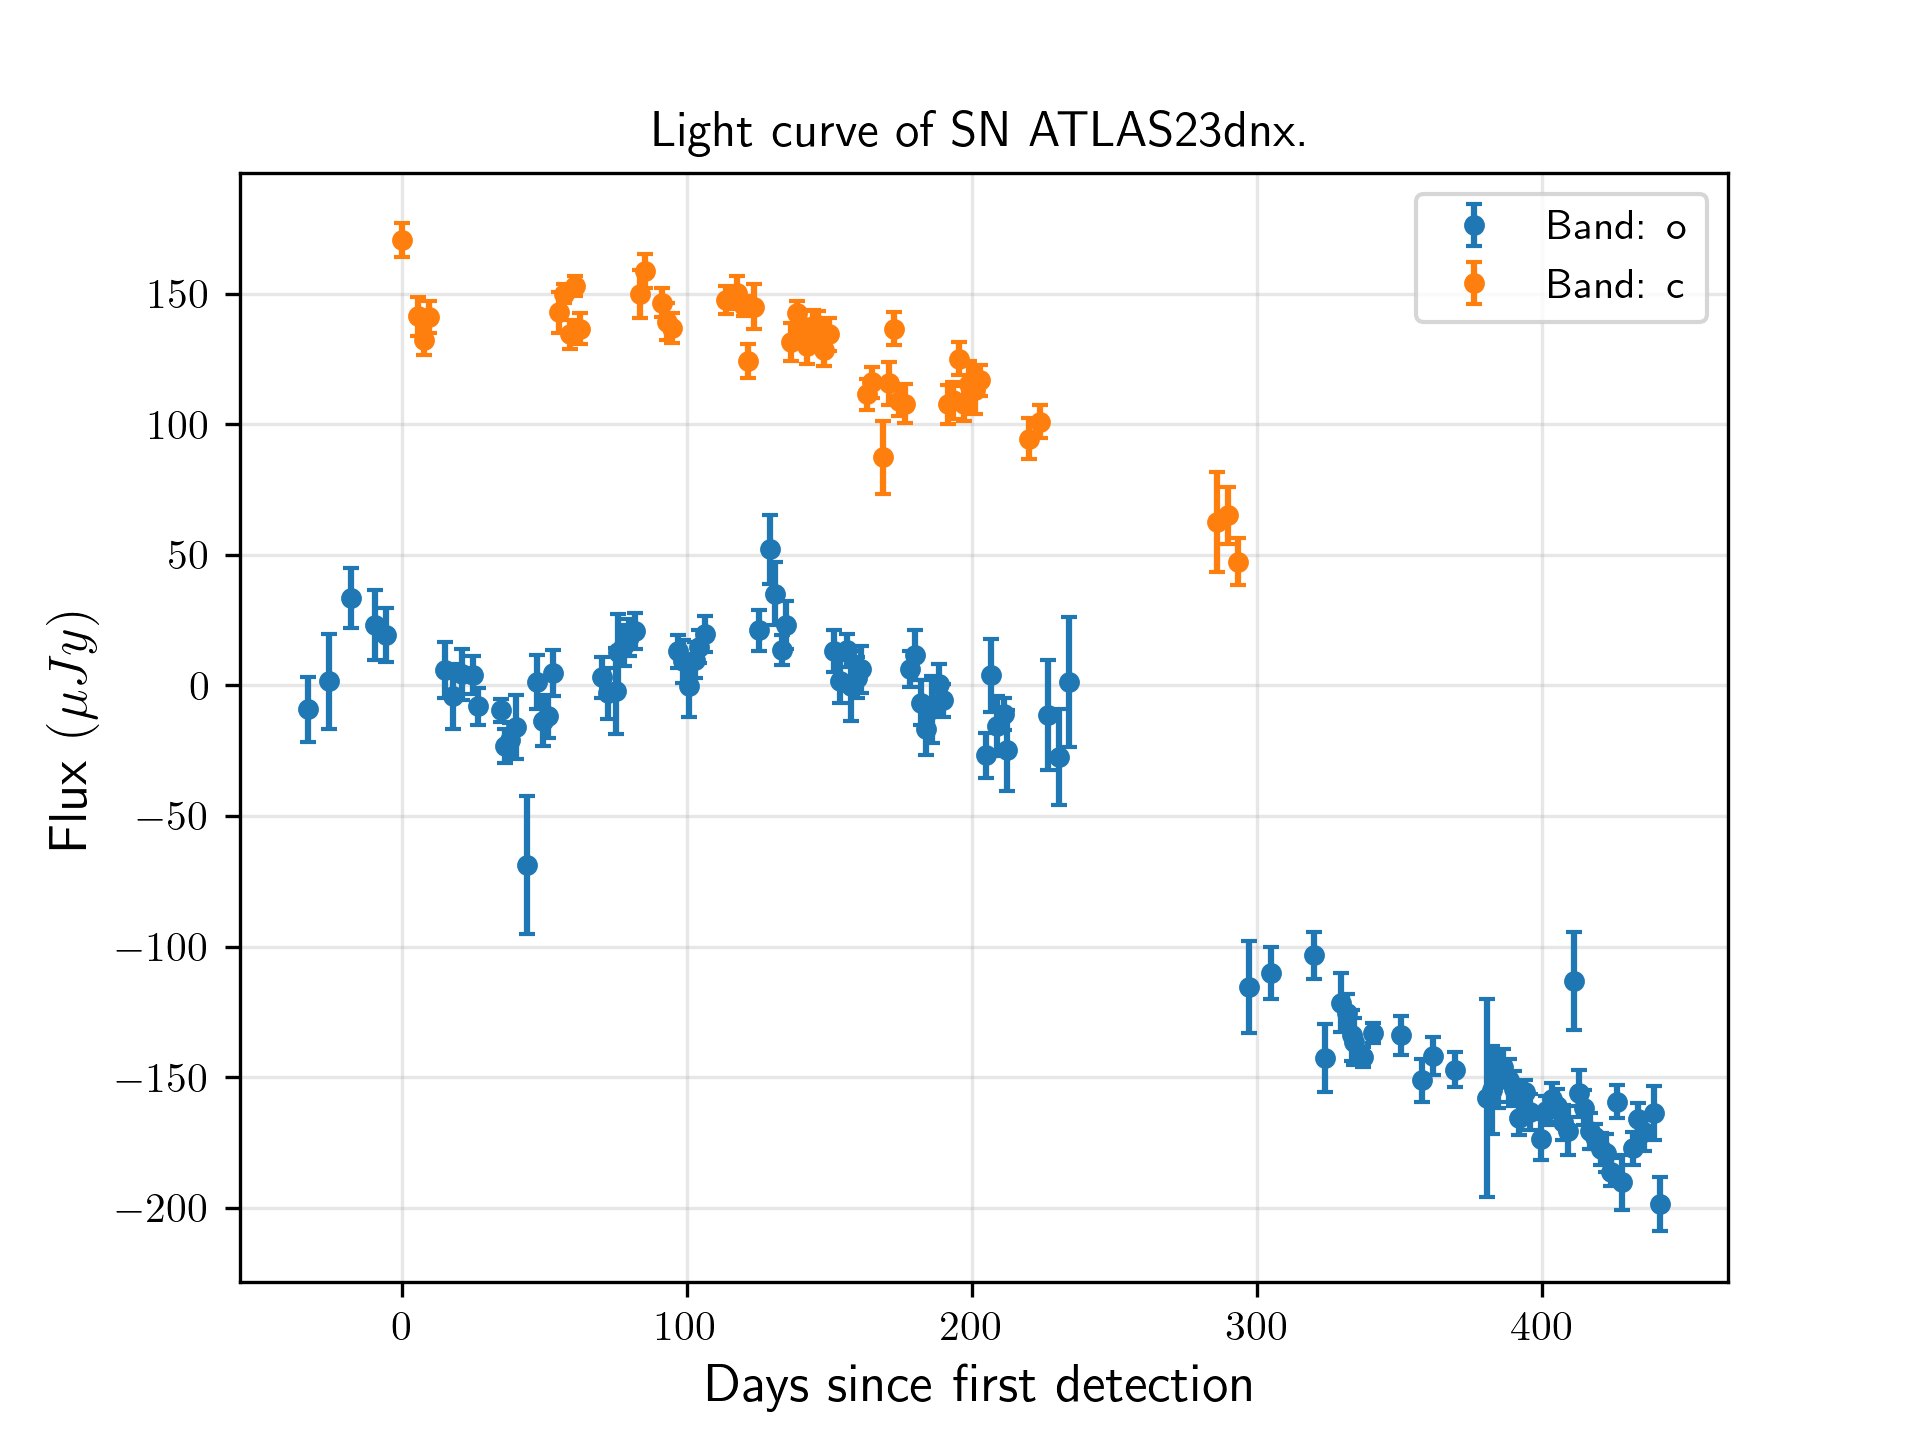 Light curve of SN ATLAS23dnx.
Band: o
Band: c
150
100
50
0
−50
−100
−150
−200
Flux (μJy)
0 100 200 300 400
Days since first detection